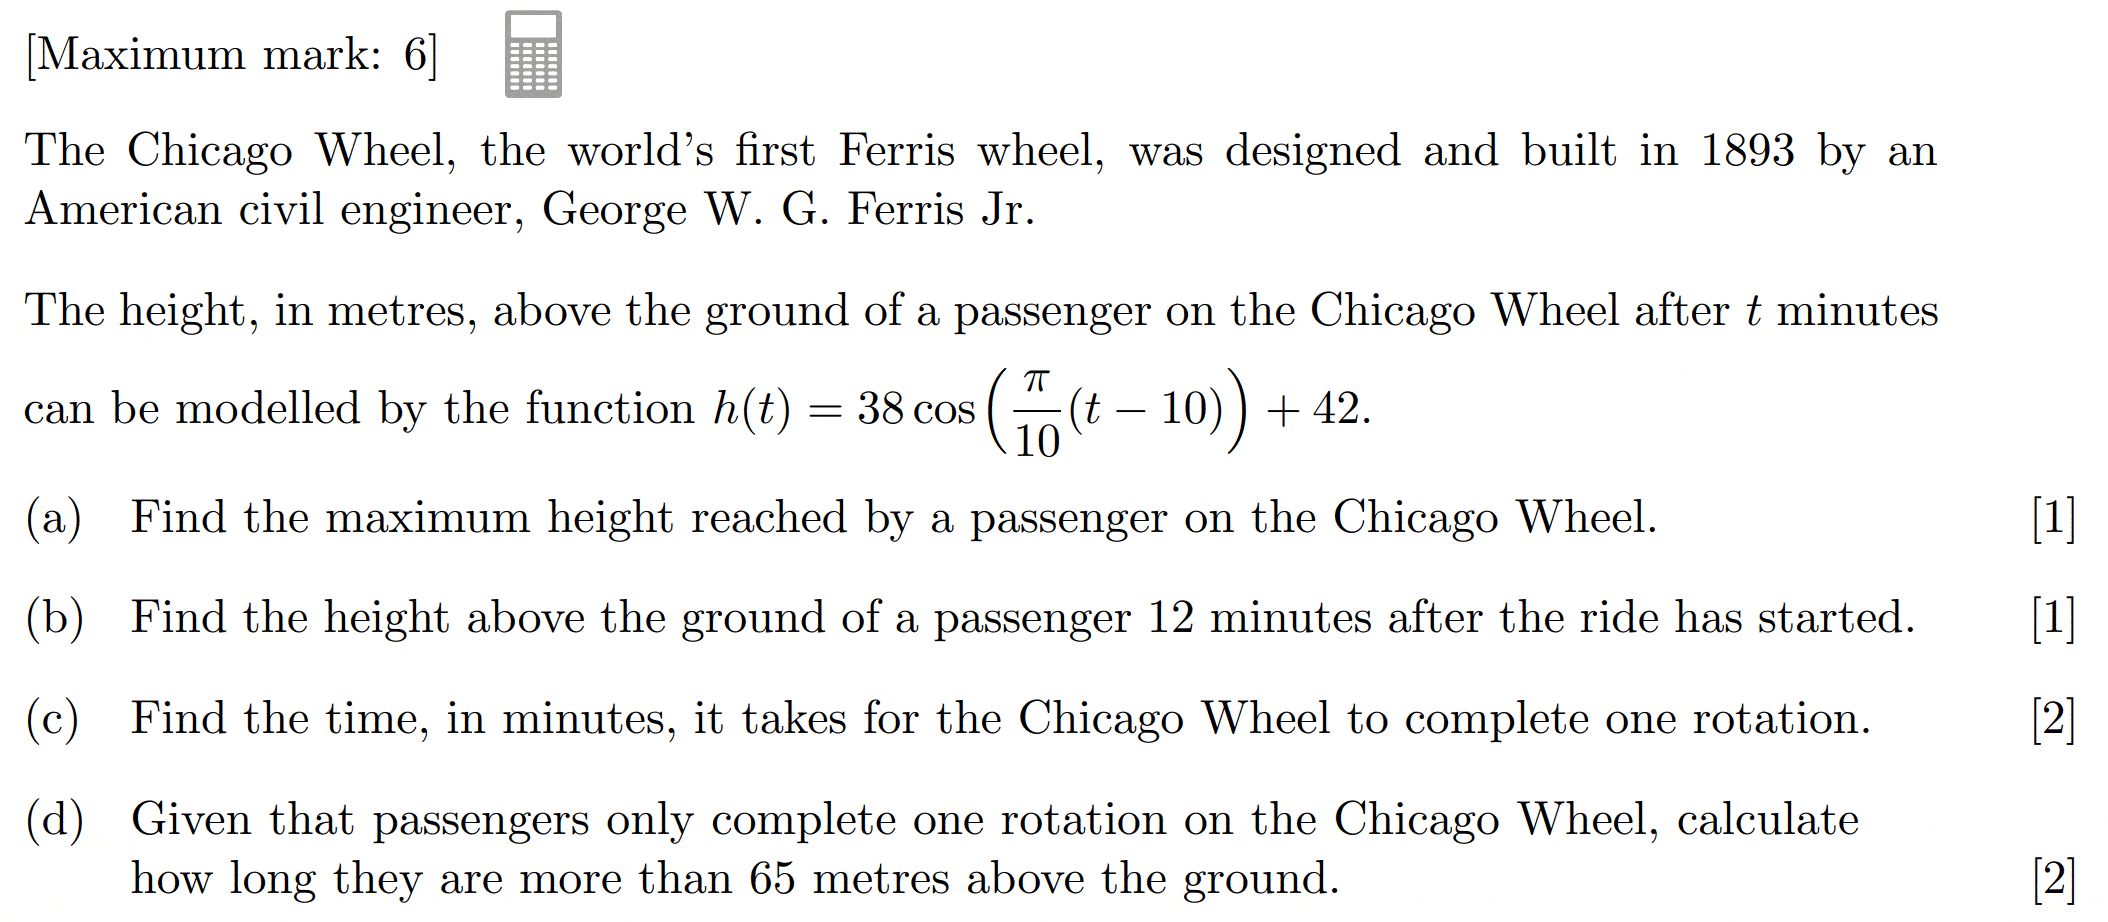 [Maximum mark: 6]
The Chicago Wheel, the world's first Ferris wheel, was designed and built in 1893 by an
American civil engineer, George W. G. Ferris Jr.
The height, in metres, above the ground of a passenger on the Chicago Wheel after t minutes
can be modelled by the function h(t) = 38 cos(π/10 (t − 10)) + 42.
(a) Find the maximum height reached by a passenger on the Chicago Wheel. [1]
(b) Find the height above the ground of a passenger 12 minutes after the ride has started. [1]
(c) Find the time, in minutes, it takes for the Chicago Wheel to complete one rotation. [2]
(d) Given that passengers only complete one rotation on the Chicago Wheel, calculate
how long they are more than 65 metres above the ground. [2]